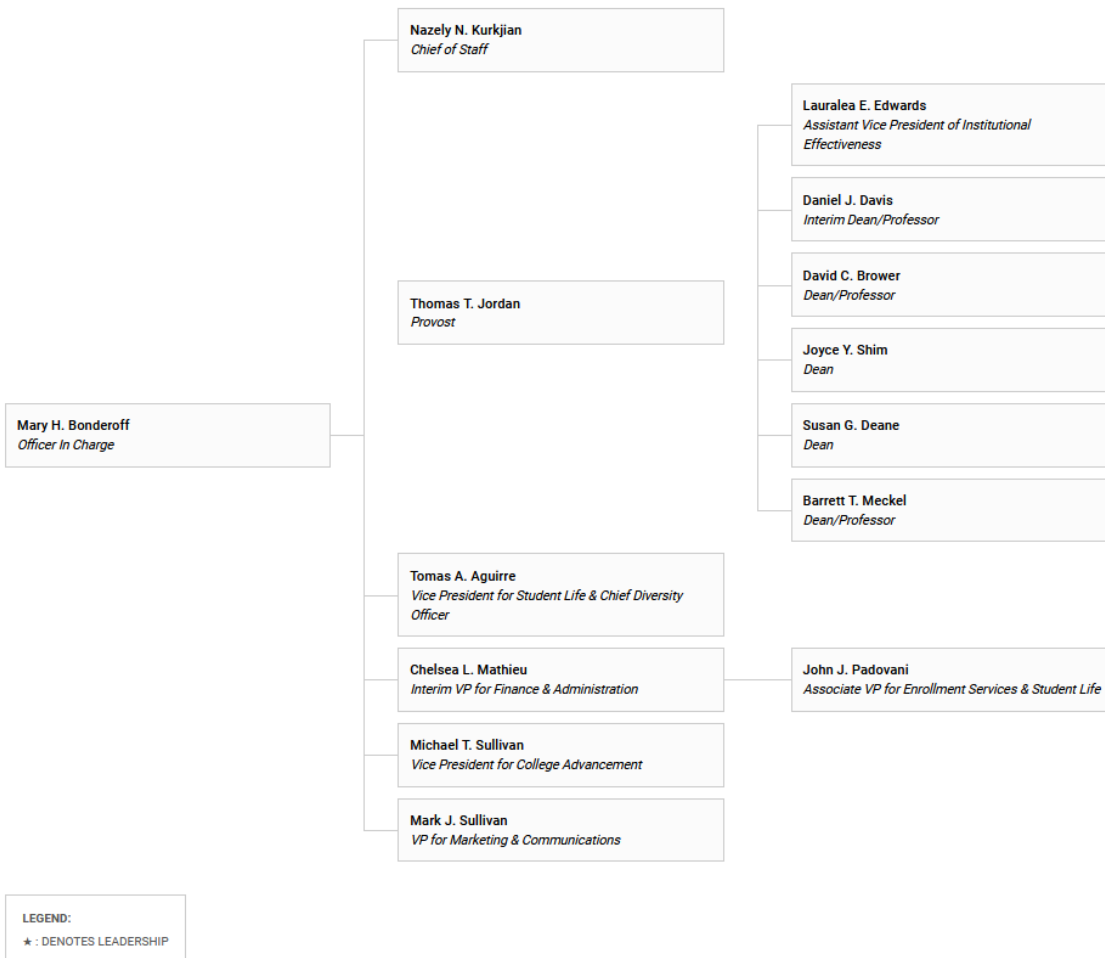 Nazely N. Kurkjian
Chief of Staff
Lauralea E. Edwards
Assistant Vice President of Institutional
Effectiveness
Daniel J. Davis
Interim Dean/Professor
David C. Brower
Dean/Professor
Thomas T. Jordan
Provost
Joyce Y. Shim
Dean
Mary H. Bonderoff
Officer In Charge
Susan G. Deane
Dean
Barrett T. Meckel
Dean/Professor
Tomas A. Aguirre
Vice President for Student Life & Chief Diversity
Officer
Chelsea L. Mathieu
Interim VP for Finance & Administration
John J. Padovani
Associate VP for Enrollment Services & Student Life
Michael T. Sullivan
Vice President for College Advancement
Mark J. Sullivan
VP for Marketing & Communications
LEGEND:
★ : DENOTES LEADERSHIP